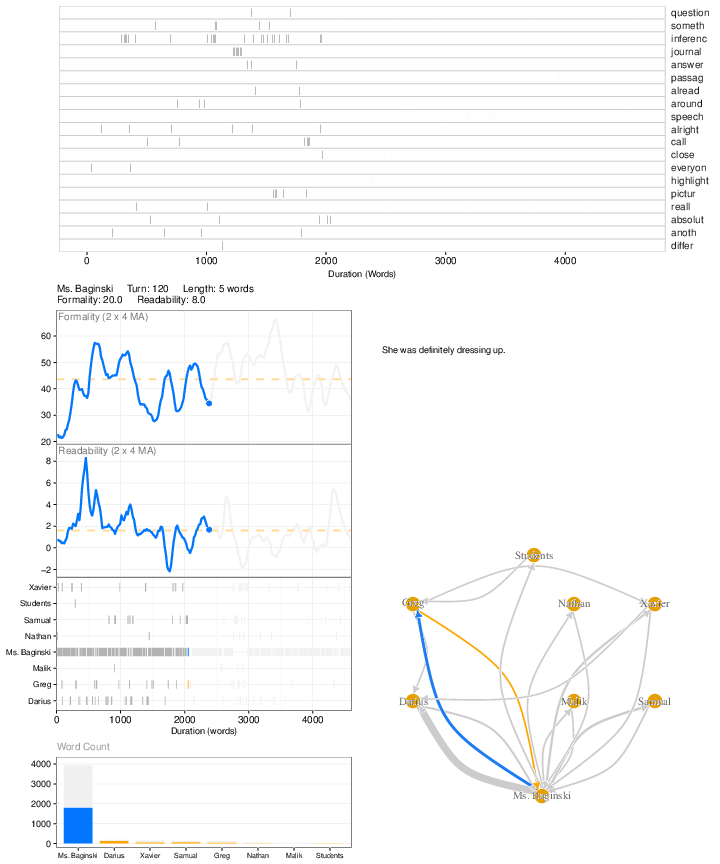 question
someth
inferenc
journal
answer
passag
alread
around
speech
alright
call
close
everyon
highlight
pictur
reall
absolut
anoth
differ
0 1000 2000 3000 4000
Duration (Words)
Ms. Baginski Turn: 120 Length: 5 words
Formality: 20.0 Readability: 8.0
Formality (2 x 4 MA)
60
50
40
30
20
She was definitely dressing up.
Readability (2 x 4 MA)
8
6
4
2
0
−2
Xavier
Students
Samual
Nathan
Ms. Baginski
Malik
Greg
Darius
0 1000 2000 3000 4000
Duration (words)
Students
Greg Nathan Xavier
Darius Malik Samual
Ms. Baginski
Word Count
4000
3000
2000
1000
0
Ms. Baginski Darius Xavier Samual Greg Nathan Malik Students